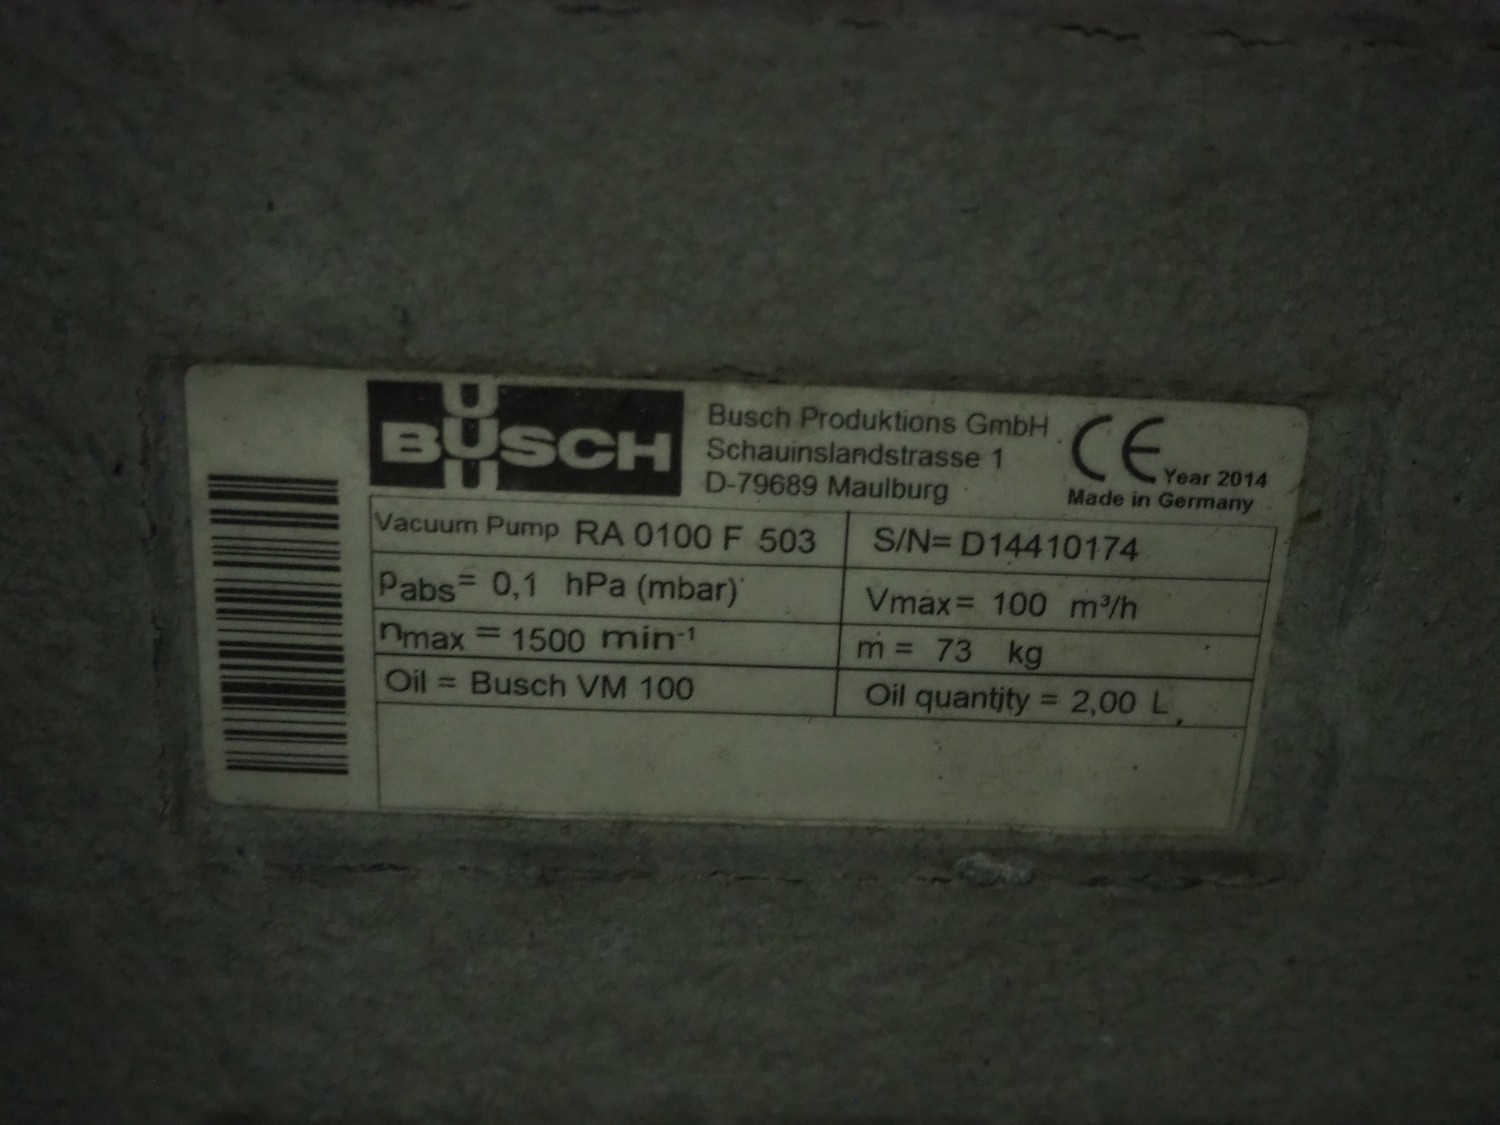 BUSCH
Busch Produktions GmbH
Schauinslandstrasse 1
D-79689 Maulburg
CE Year 2014
Made in Germany
Vacuum Pump RA 0100 F 503
S/N= D14410174
Pabs= 0,1 hPa (mbar)
Vmax= 100 m³/h
nmax = 1500 min-1
m = 73 kg
Oil = Busch VM 100
Oil quantity = 2,00 L